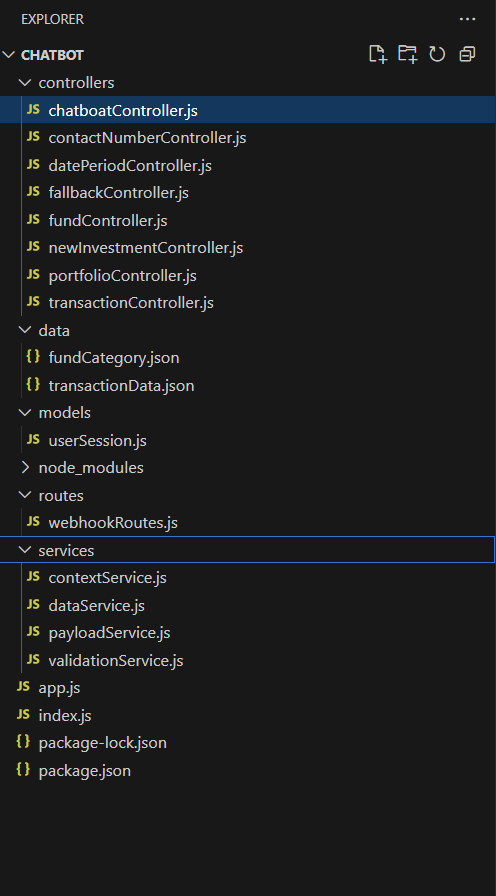 EXPLORER
CHATBOT
controllers
JS chatboatController.js
JS contactNumberController.js
JS datePeriodController.js
JS fallbackController.js
JS fundController.js
JS newInvestmentController.js
JS portfolioController.js
JS transactionController.js
data
{} fundCategory.json
{} transactionData.json
models
JS userSession.js
node_modules
routes
JS webhookRoutes.js
services
JS contextService.js
JS dataService.js
JS payloadService.js
JS validationService.js
JS app.js
JS index.js
{} package-lock.json
{} package.json